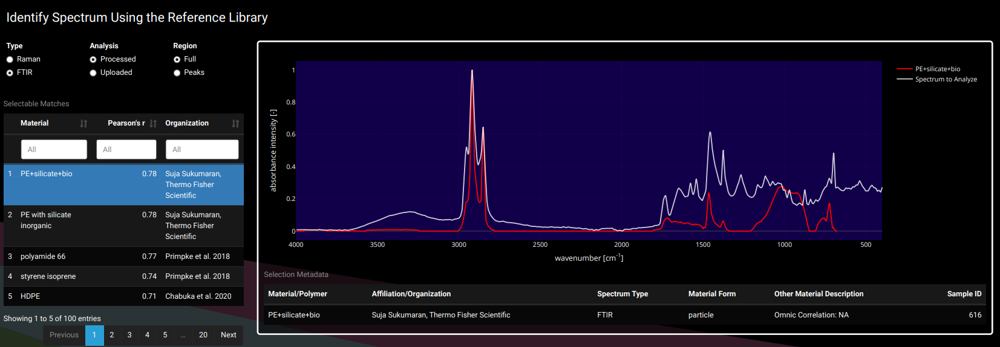 Identify Spectrum Using the Reference Library
Type
Raman
FTIR
Analysis
Processed
Uploaded
Region
Full
Peaks
Selectable Matches
Material Pearson's r Organization
All All All
1 PE+silicate+bio 0.78 Suja Sukumaran,
Thermo Fisher
Scientific
2 PE with silicate 0.78 Suja Sukumaran,
inorganic Thermo Fisher
Scientific
3 polyamide 66 0.77 Primpke et al. 2018
4 styrene isoprene 0.74 Primpke et al. 2018
5 HDPE 0.71 Chabuka et al. 2020
Showing 1 to 5 of 100 entries
Previous 1 2 3 4 5 ... 20 Next
absorbance intensity [-]
1
0.8
0.6
0.4
0.2
0
4000 3500 3000 2500 2000 1500 1000 500
wavenumber [cm⁻¹]
PE+silicate+bio
Spectrum to Analyze
Selection Metadata
Material/Polymer Affiliation/Organization Spectrum Type Material Form Other Material Description Sample ID
PE+silicate+bio Suja Sukumaran, Thermo Fisher Scientific FTIR particle Omnic Correlation: NA 616